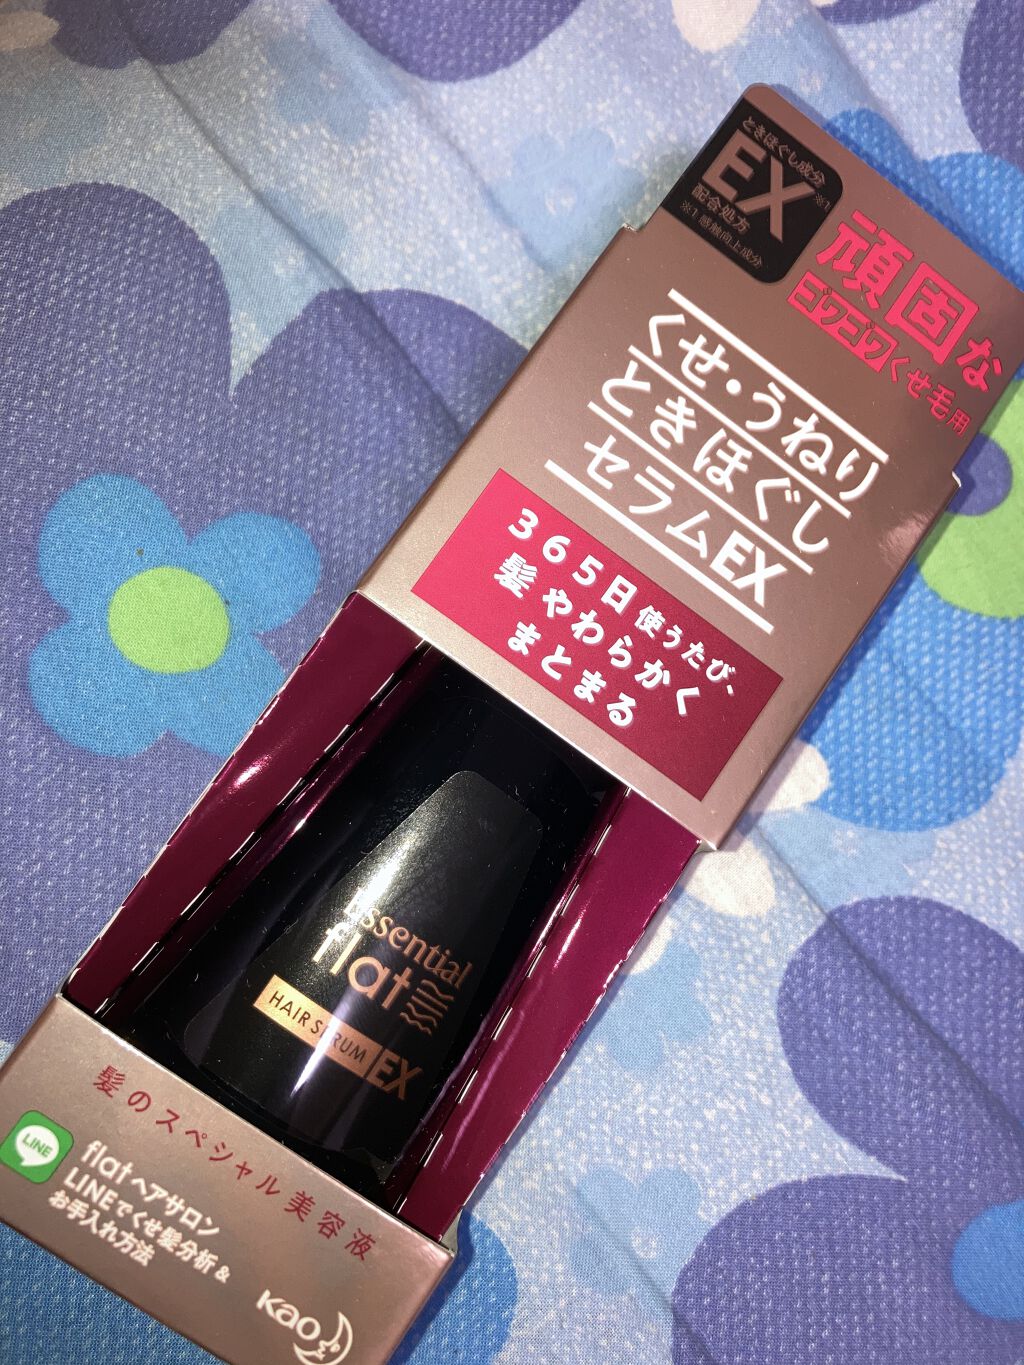 ときほぐし成分※1
EX
配合処方
※1 感触向上成分
頑固な
ゴワゴワくせ毛用
くせ・うねり
ときほぐし
セラムEX
365日使うたび、
髪やわらかく
まとまる
Essential
flat
HAIR SERUM EX
髪のスペシャル美容液
LINE
flatヘアサロン
LINEでくせ髪分析&
お手入れ方法
Kao